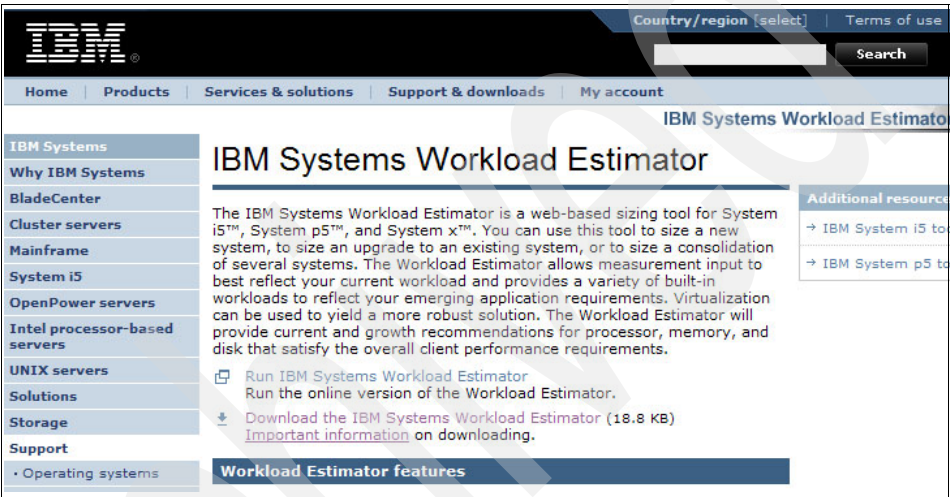 Country/region [select] | Terms of use
IBM®
Search
Home | Products | Services & solutions | Support & downloads | My account
IBM Systems Workload Estimator
IBM Systems
Why IBM Systems
BladeCenter
Cluster servers
Mainframe
System i5
OpenPower servers
Intel processor-based
servers
UNIX servers
Solutions
Storage
Support
• Operating systems
IBM Systems Workload Estimator
The IBM Systems Workload Estimator is a web-based sizing tool for System
i5™, System p5™, and System x™. You can use this tool to size a new
system, to size an upgrade to an existing system, or to size a consolidation
of several systems. The Workload Estimator allows measurement input to
best reflect your current workload and provides a variety of built-in
workloads to reflect your emerging application requirements. Virtualization
can be used to yield a more robust solution. The Workload Estimator will
provide current and growth recommendations for processor, memory, and
disk that satisfy the overall client performance requirements.
Run IBM Systems Workload Estimator
Run the online version of the Workload Estimator.
Download the IBM Systems Workload Estimator (18.8 KB)
Important information on downloading.
Workload Estimator features
Additional resource
→ IBM System i5 to
→ IBM System p5 to